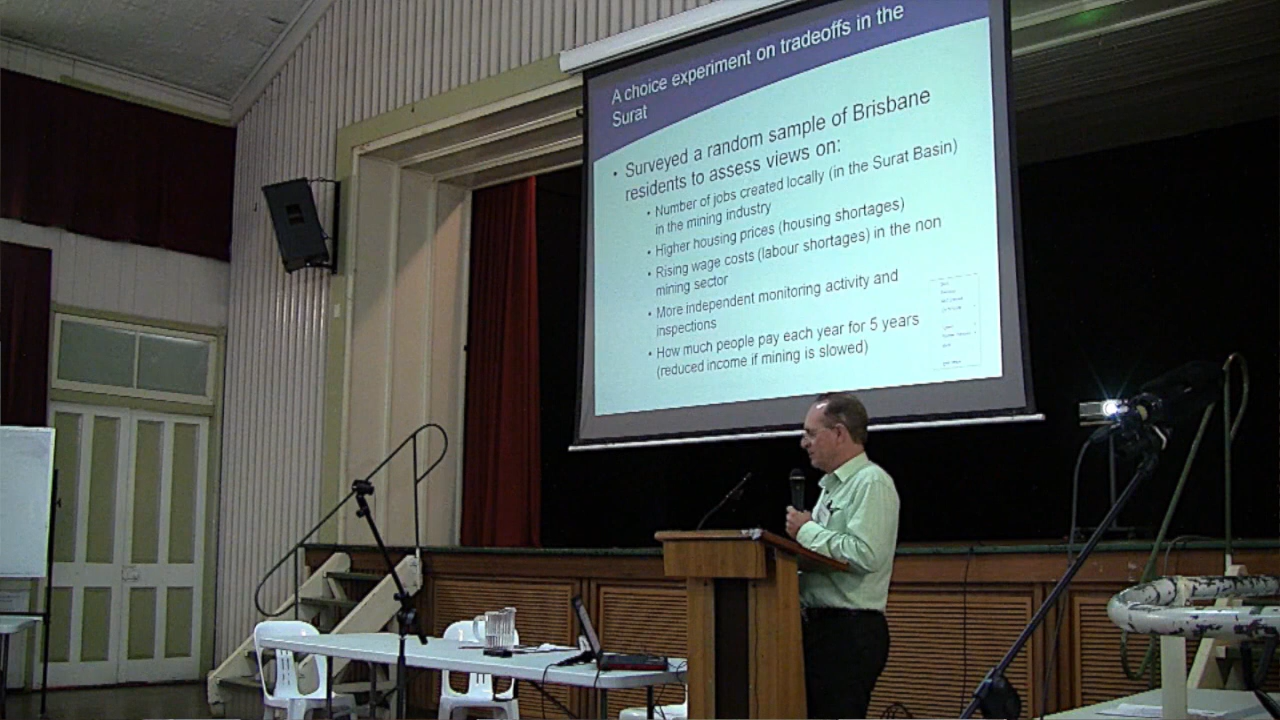 A choice experiment on tradeoffs in the
Surat
• Surveyed a random sample of Brisbane
residents to assess views on:
• Number of jobs created locally (in the Surat Basin)
in the mining industry
• Higher housing prices (housing shortages)
• Rising wage costs (labour shortages) in the non
mining sector
• More independent monitoring activity and
inspections
• How much people pay each year for 5 years
(reduced income if mining is slowed)